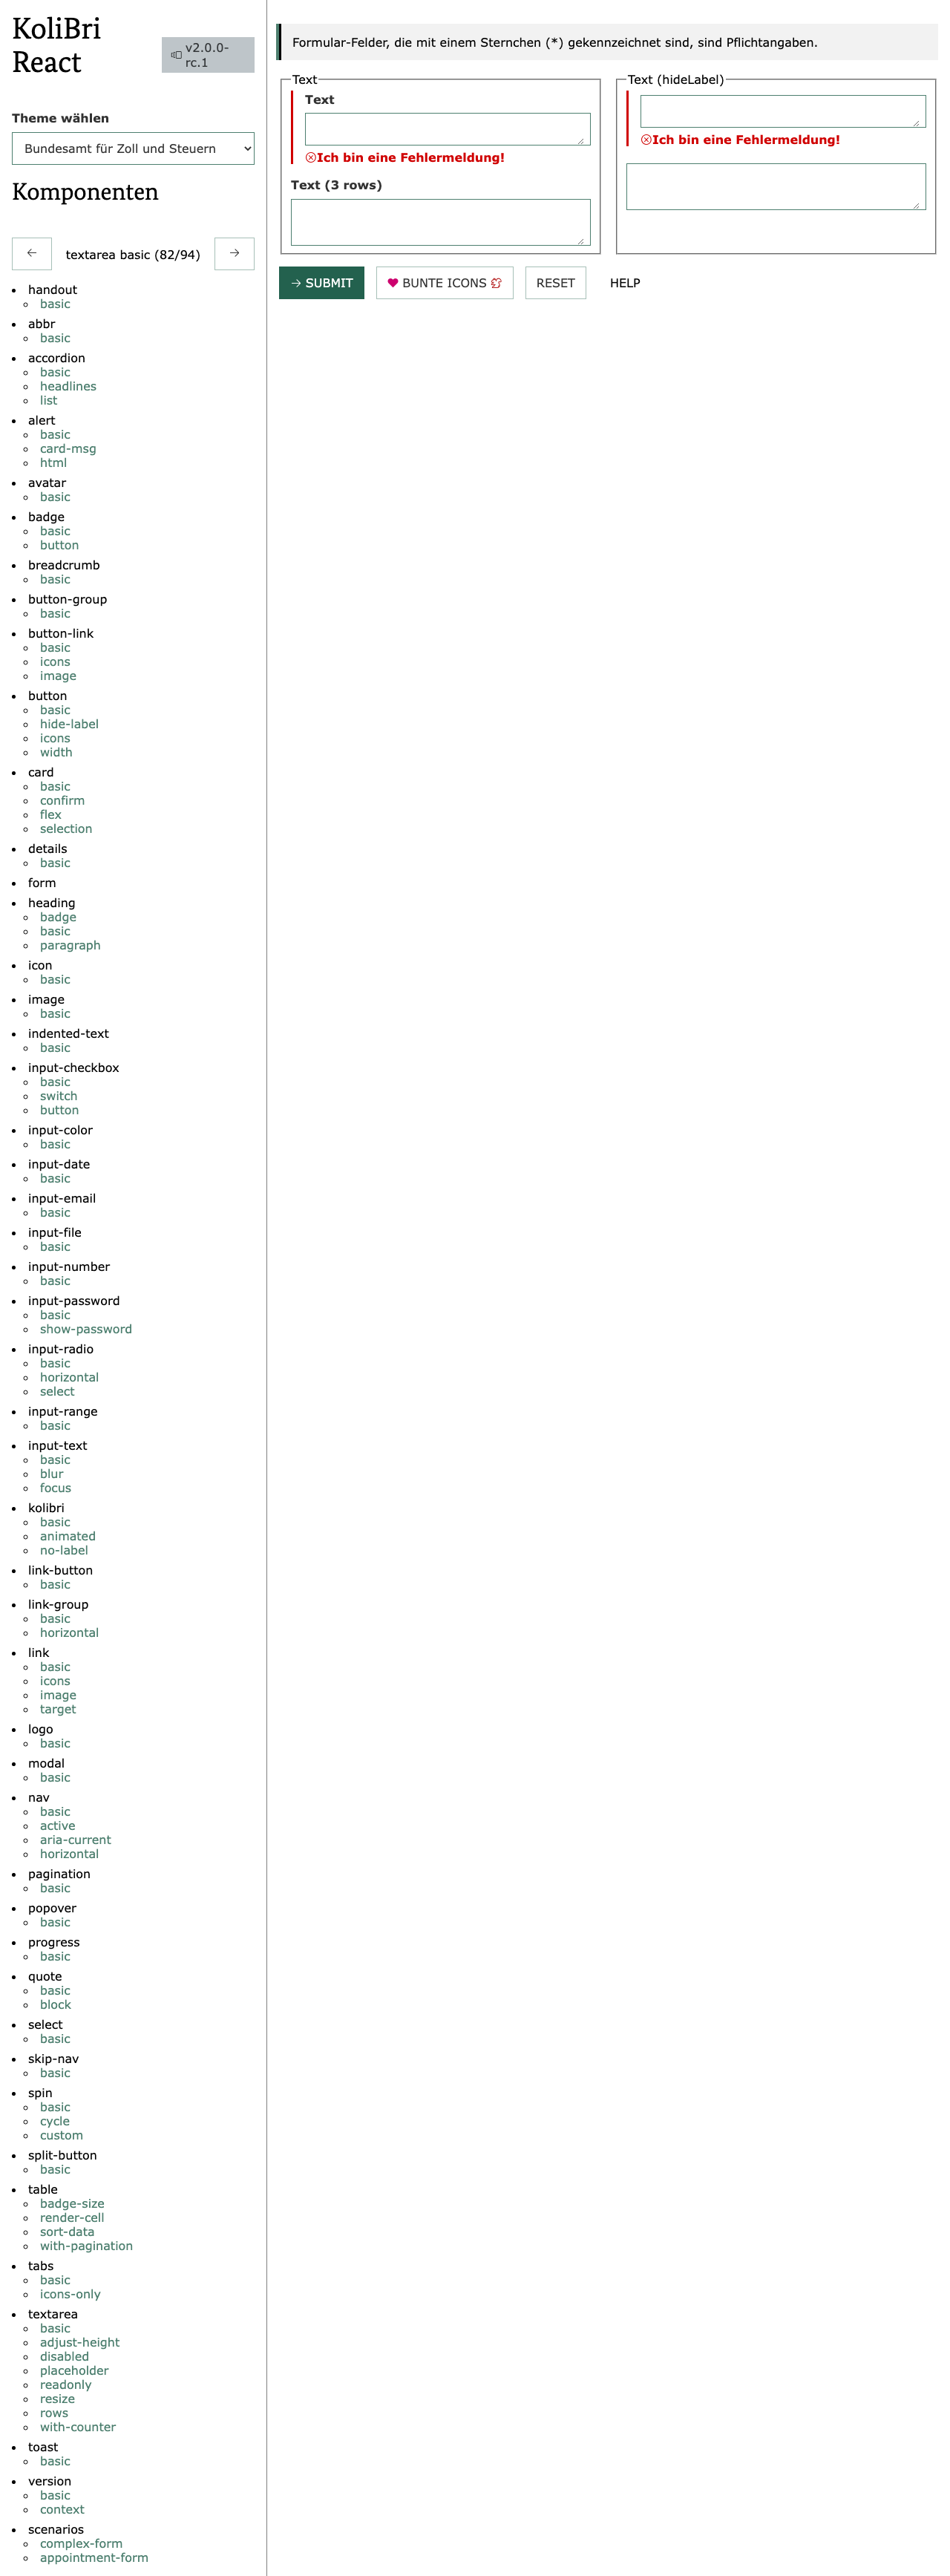 KoliBri
React
v2.0.0-
rc.1
Theme wählen
Bundesamt für Zoll und Steuern
Komponenten
← textarea basic (82/94) →
handout
basic
abbr
basic
accordion
basic
headlines
list
alert
basic
card-msg
html
avatar
basic
badge
basic
button
breadcrumb
basic
button-group
basic
button-link
basic
icons
image
button
basic
hide-label
icons
width
card
basic
confirm
flex
selection
details
basic
form
heading
badge
basic
paragraph
icon
basic
image
basic
indented-text
basic
input-checkbox
basic
switch
button
input-color
basic
input-date
basic
input-email
basic
input-file
basic
input-number
basic
input-password
basic
show-password
input-radio
basic
horizontal
select
input-range
basic
input-text
basic
blur
focus
kolibri
basic
animated
no-label
link-button
basic
link-group
basic
horizontal
link
basic
icons
image
target
logo
basic
modal
basic
nav
basic
active
aria-current
horizontal
pagination
basic
popover
basic
progress
basic
quote
basic
block
select
basic
skip-nav
basic
spin
basic
cycle
custom
split-button
basic
table
badge-size
render-cell
sort-data
with-pagination
tabs
basic
icons-only
textarea
basic
adjust-height
disabled
placeholder
readonly
resize
rows
with-counter
toast
basic
version
basic
context
scenarios
complex-form
appointment-form
Formular-Felder, die mit einem Sternchen (*) gekennzeichnet sind, sind Pflichtangaben.
Text
Text
Ich bin eine Fehlermeldung!
Text (3 rows)
Text (hideLabel)
Ich bin eine Fehlermeldung!
→ SUBMIT
BUNTE ICONS
RESET
HELP